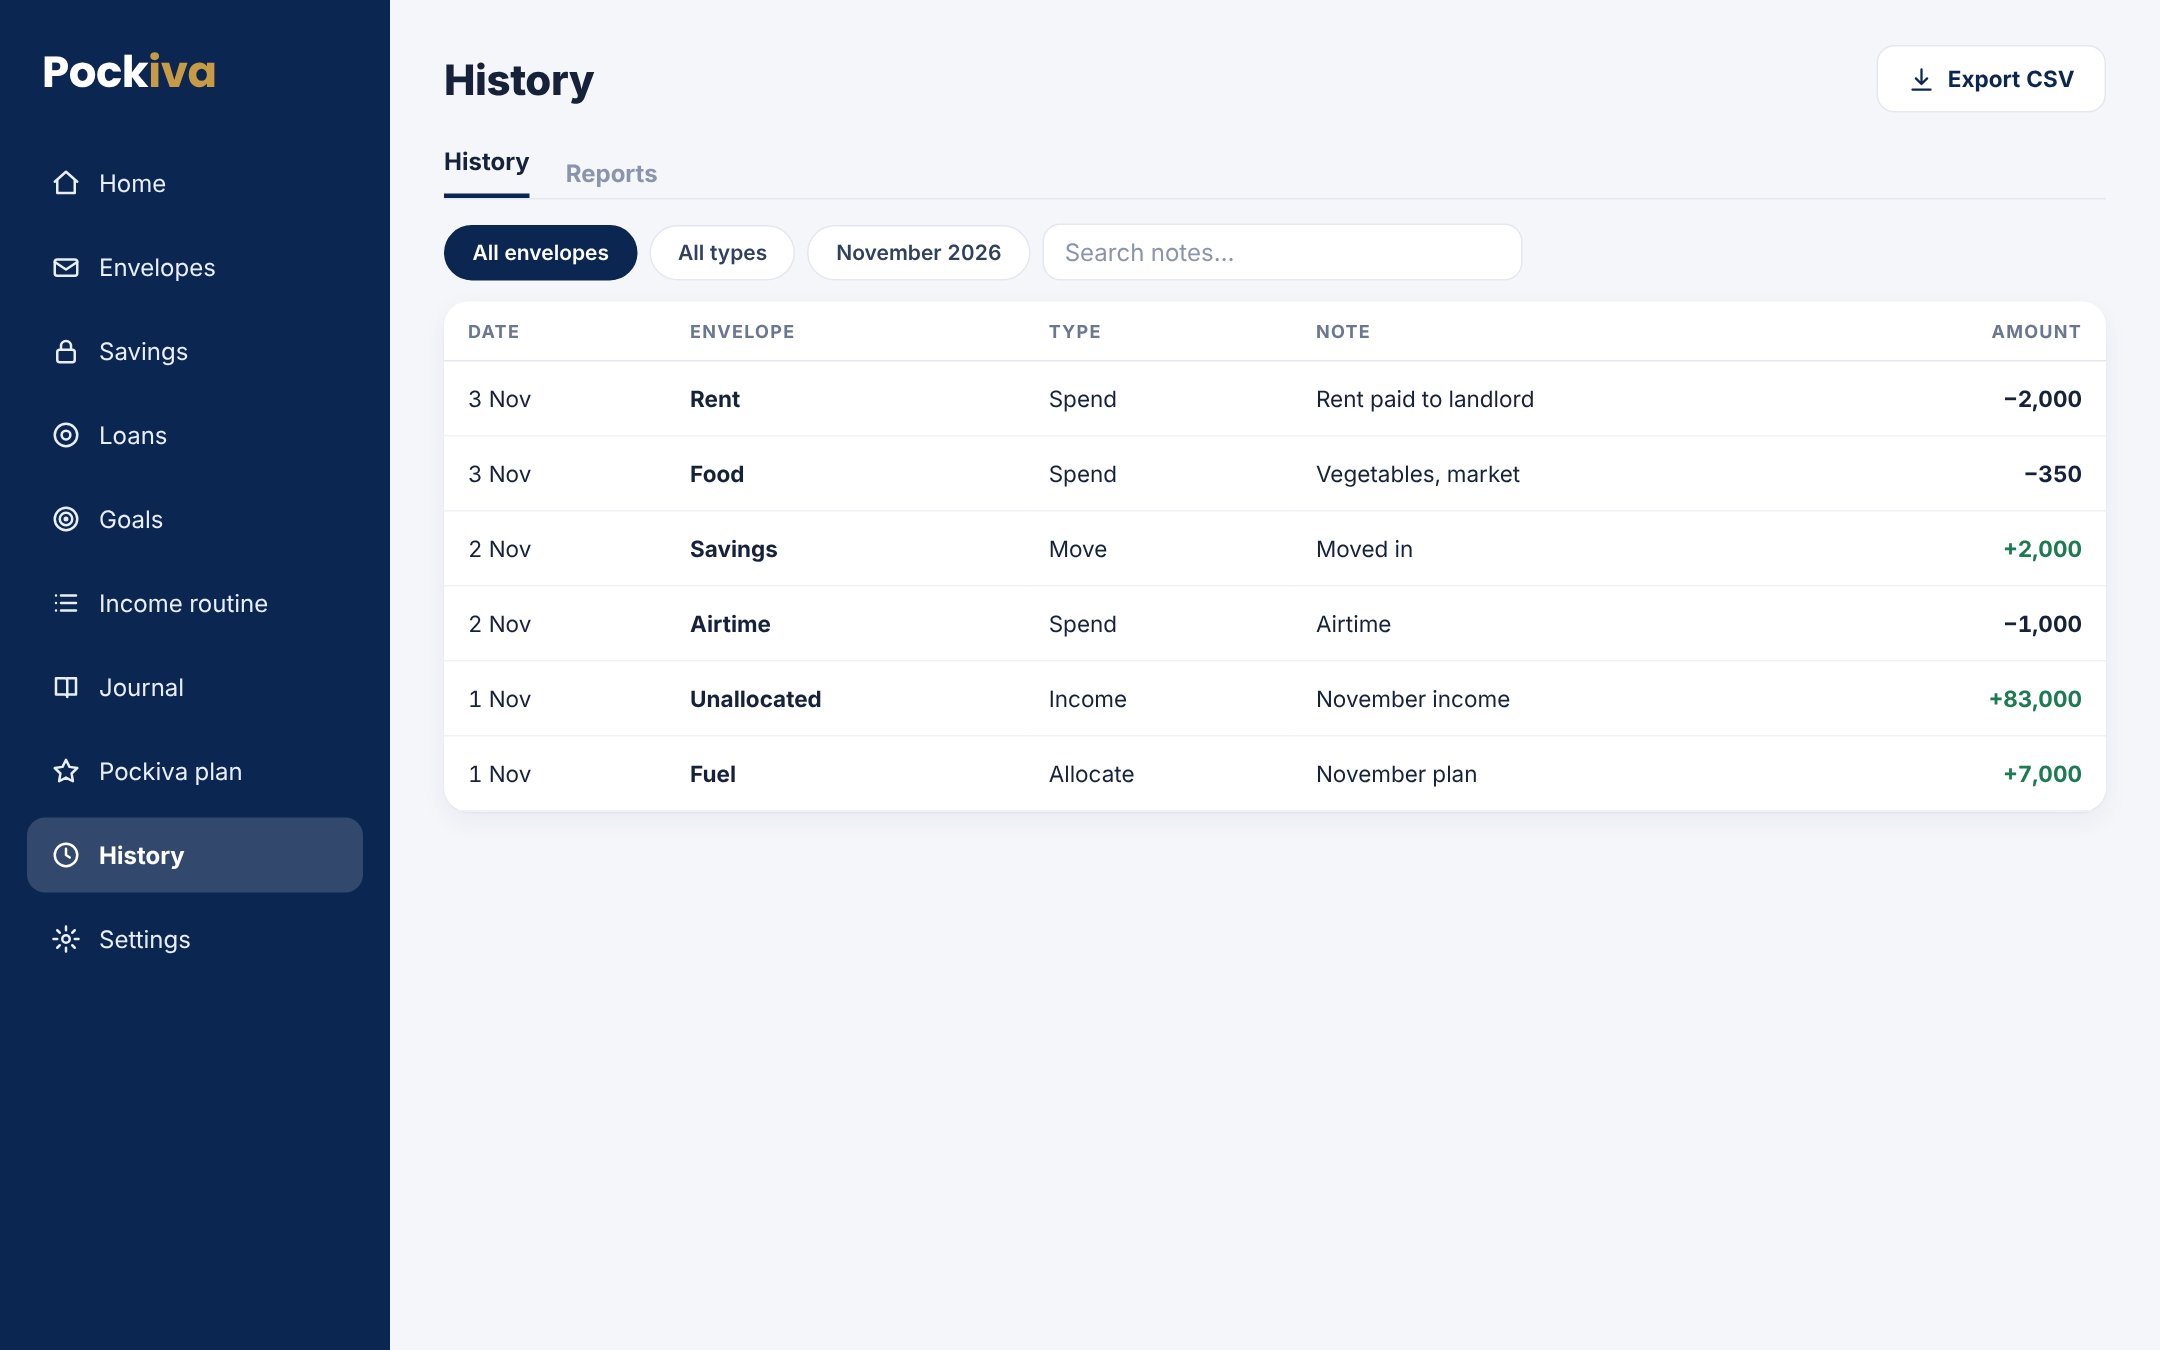 Pockiva
Home
Envelopes
Savings
Loans
Goals
Income routine
Journal
Pockiva plan
History
Settings
History
Export CSV
History Reports
All envelopes All types November 2026 Search notes...
DATE ENVELOPE TYPE NOTE AMOUNT
3 Nov Rent Spend Rent paid to landlord −2,000
3 Nov Food Spend Vegetables, market −350
2 Nov Savings Move Moved in +2,000
2 Nov Airtime Spend Airtime −1,000
1 Nov Unallocated Income November income +83,000
1 Nov Fuel Allocate November plan +7,000